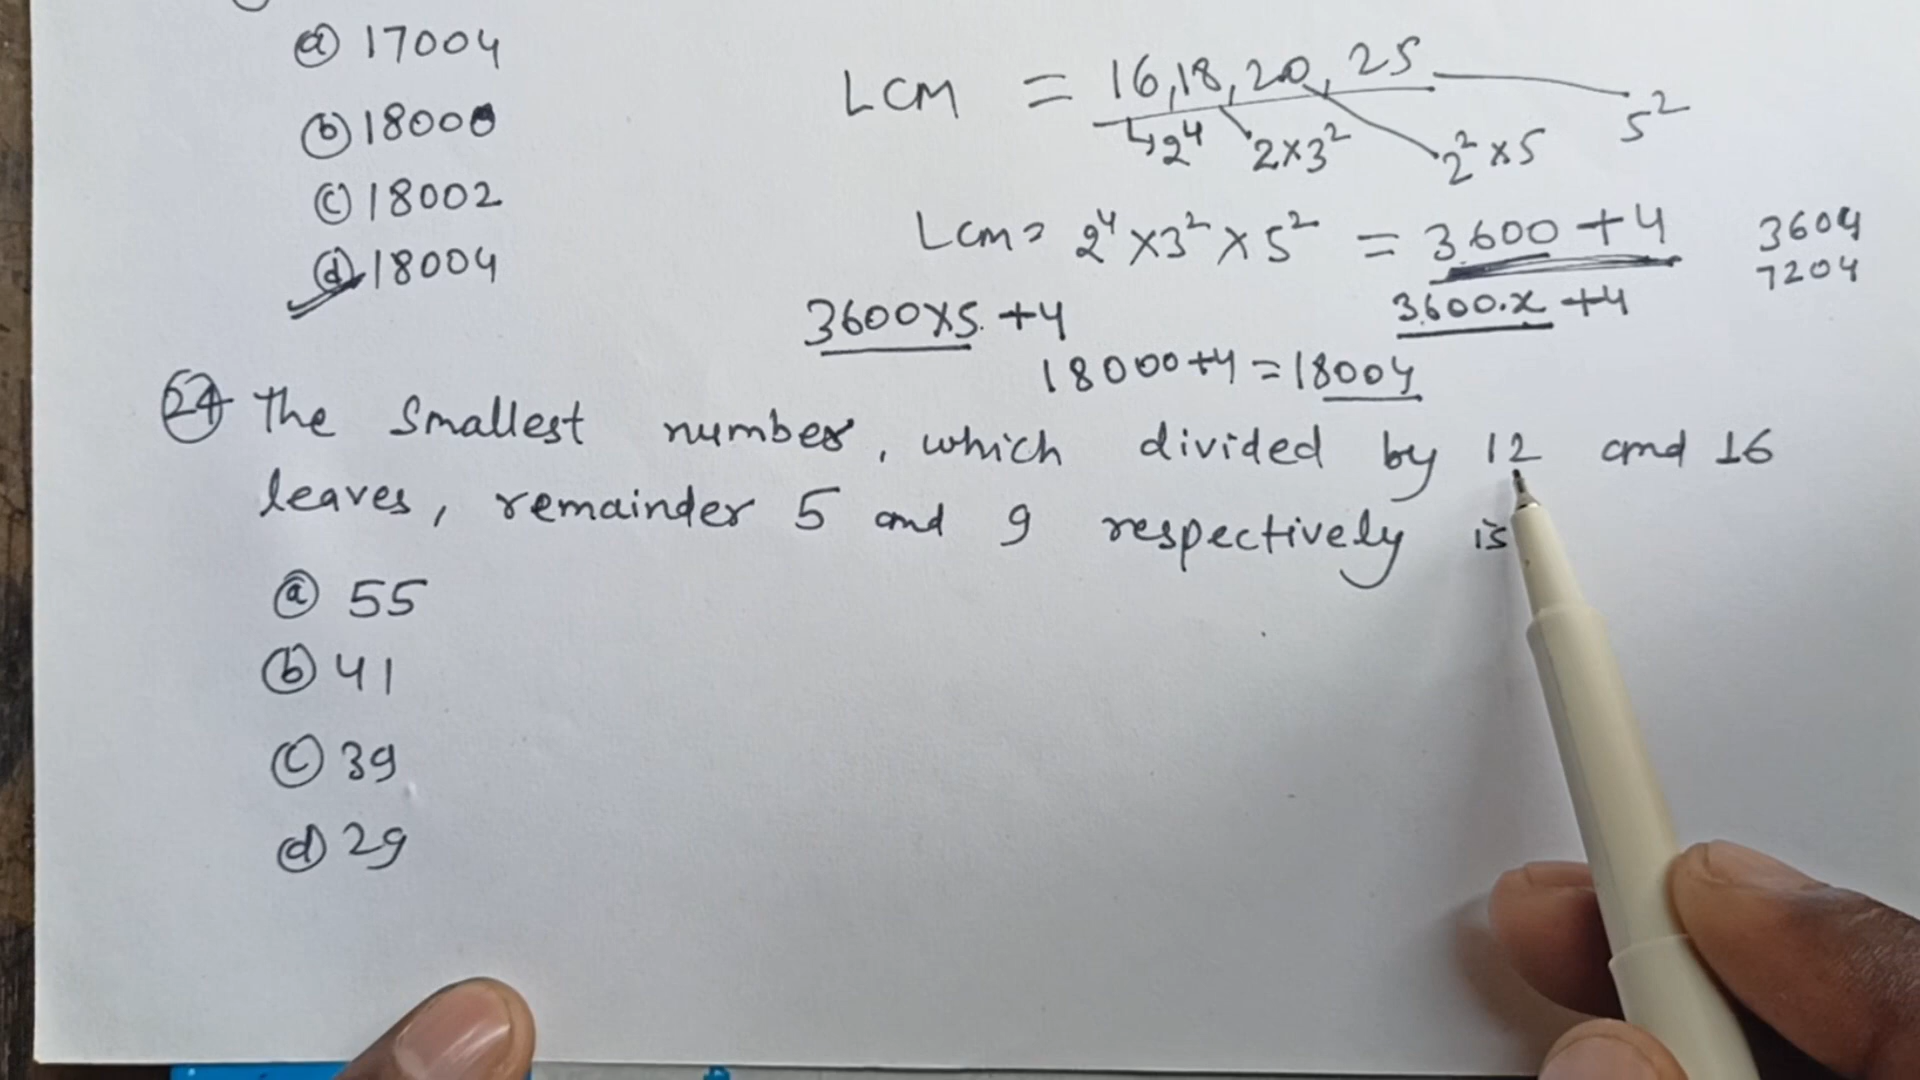 (a) 17004
(b) 18000
(c) 18002
(d) 18004
LCM = 16,18,20,25
↳2⁴ 2×3² 2²×5 5²
Lcm= 2⁴×3²×5² = 3600+4
3600.x+4
3604
7204
3600×5.+4
18000+4=18004
24 The Smallest number, which divided by 12 and 16
leaves, remainder 5 and 9 respectively is
(a) 55
(b) 41
(c) 39
(d) 29